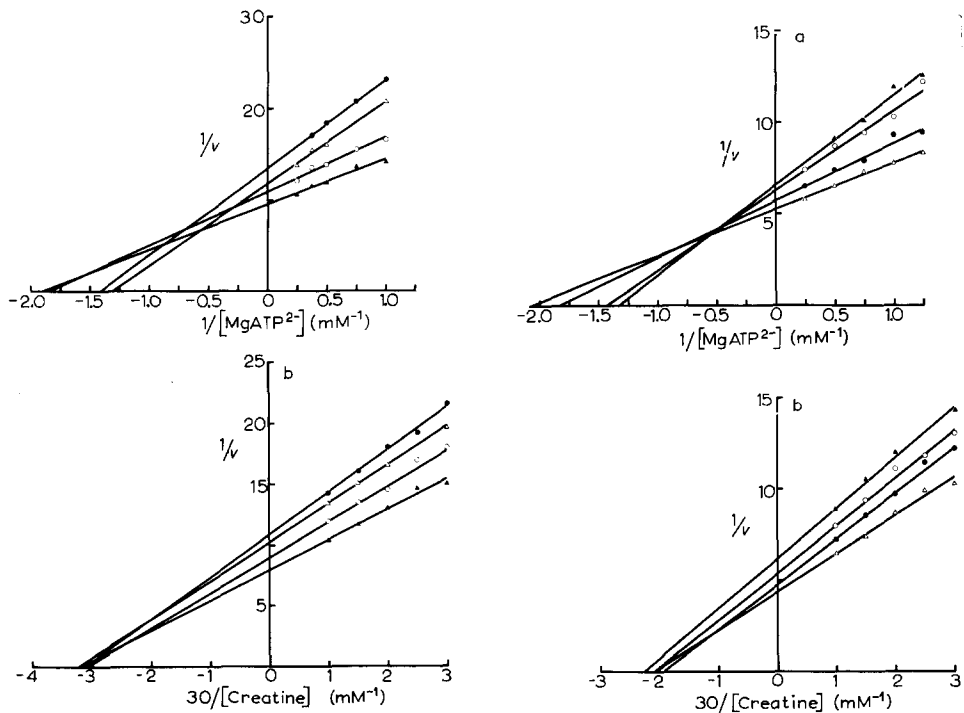 30
20
1/v
-2.0 -1.5 -1.0 -0.5 0 0.5 1.0
1/[MgATP²⁻] (mM⁻¹)
15
a
10
1/v
5
-2.0 -1.5 -1.0 -0.5 0 0.5 1.0
1/[MgATP²⁻] (mM⁻¹)
25
b
20
1/v
15
10
5
-4 -3 -2 -1 0 1 2 3
30/[Creatine] (mM⁻¹)
15
b
10
1/v
5
-3 -2 -1 0 1 2 3
30/[Creatine] (mM⁻¹)